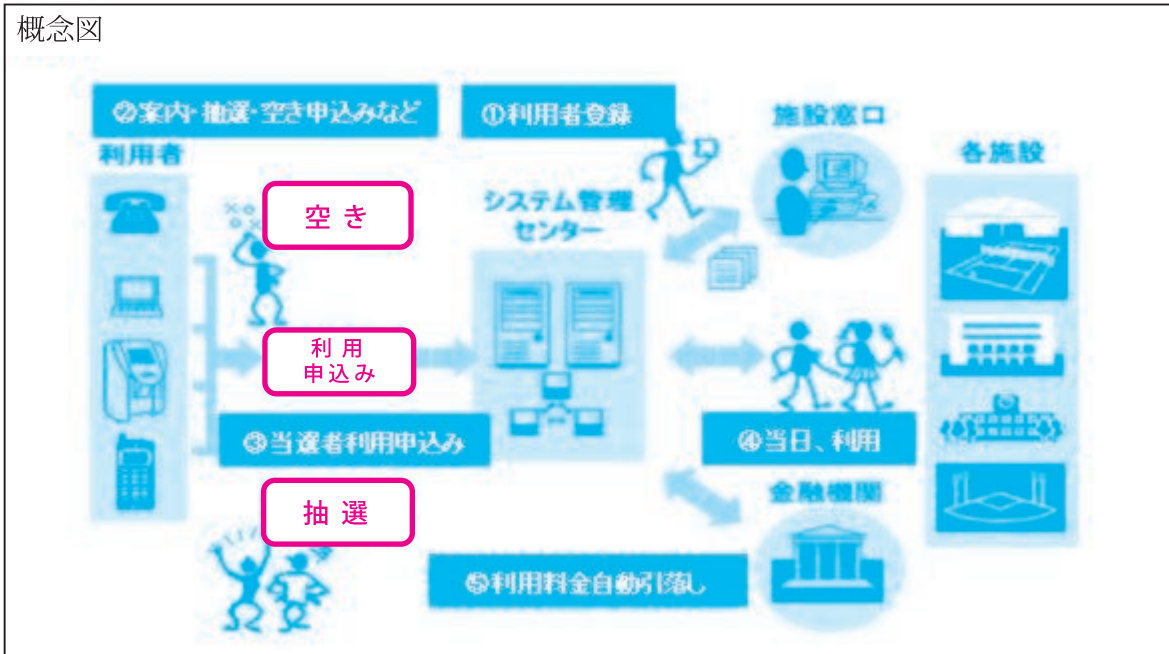 概念図
②案内・抽選・空き申込みなど
①利用者登録
施設窓口
利用者
各施設
空き
システム管理
センター
利用
申込み
③当選者利用申込み
④当日、利用
抽選
金融機関
⑤利用料金自動引落し